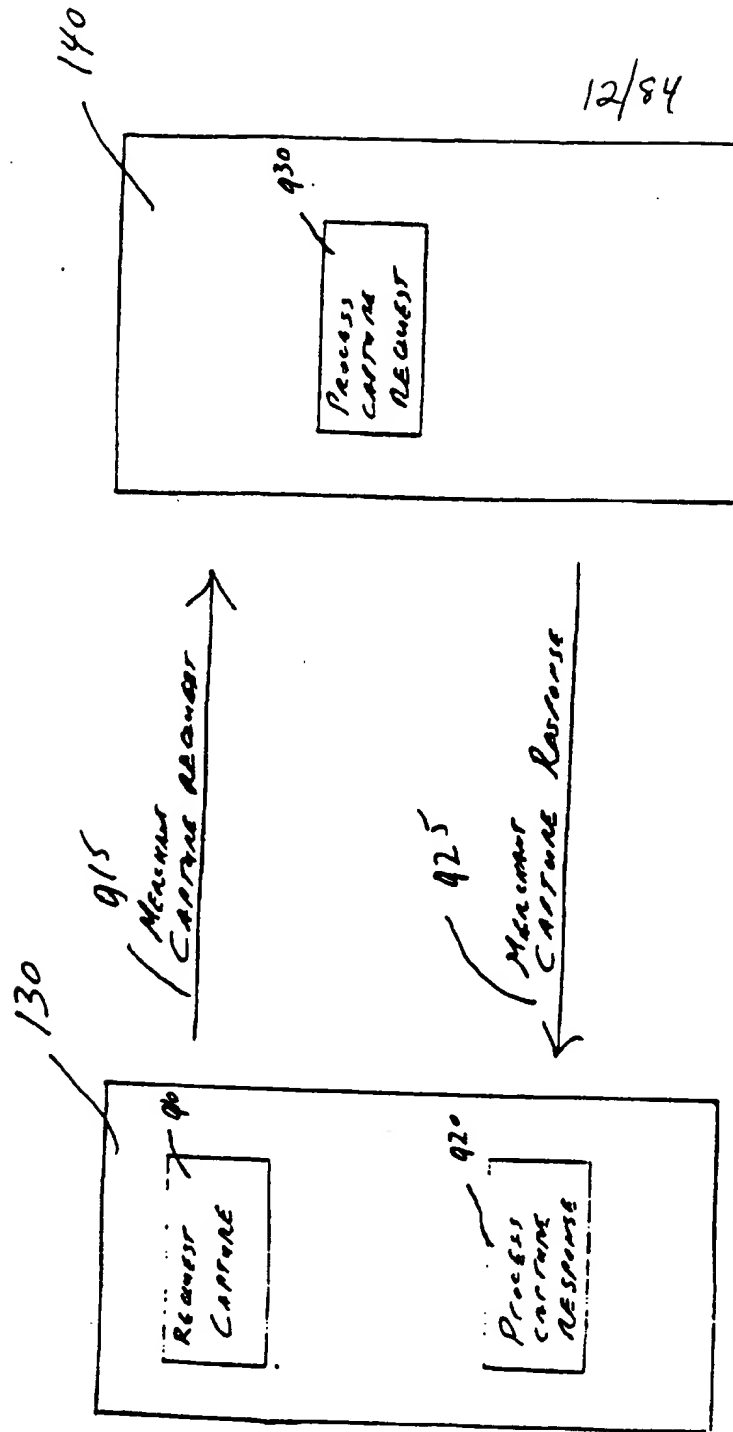 12/84
130
REQUEST
CAPTURE
910
PROCESS
CAPTURE
RESPONSE
920
915
MERCHANT
CAPTURE REQUEST
925
MERCHANT
CAPTURE RESPONSE
140
PROCESS
CAPTURE
REQUEST
930